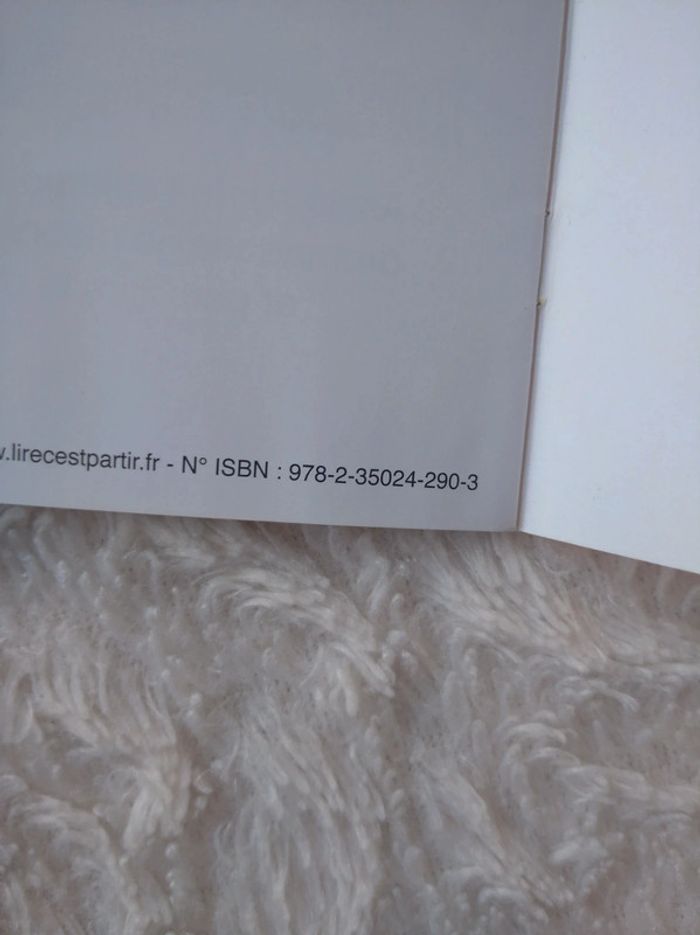 .lirecestpartir.fr - N° ISBN : 978-2-35024-290-3